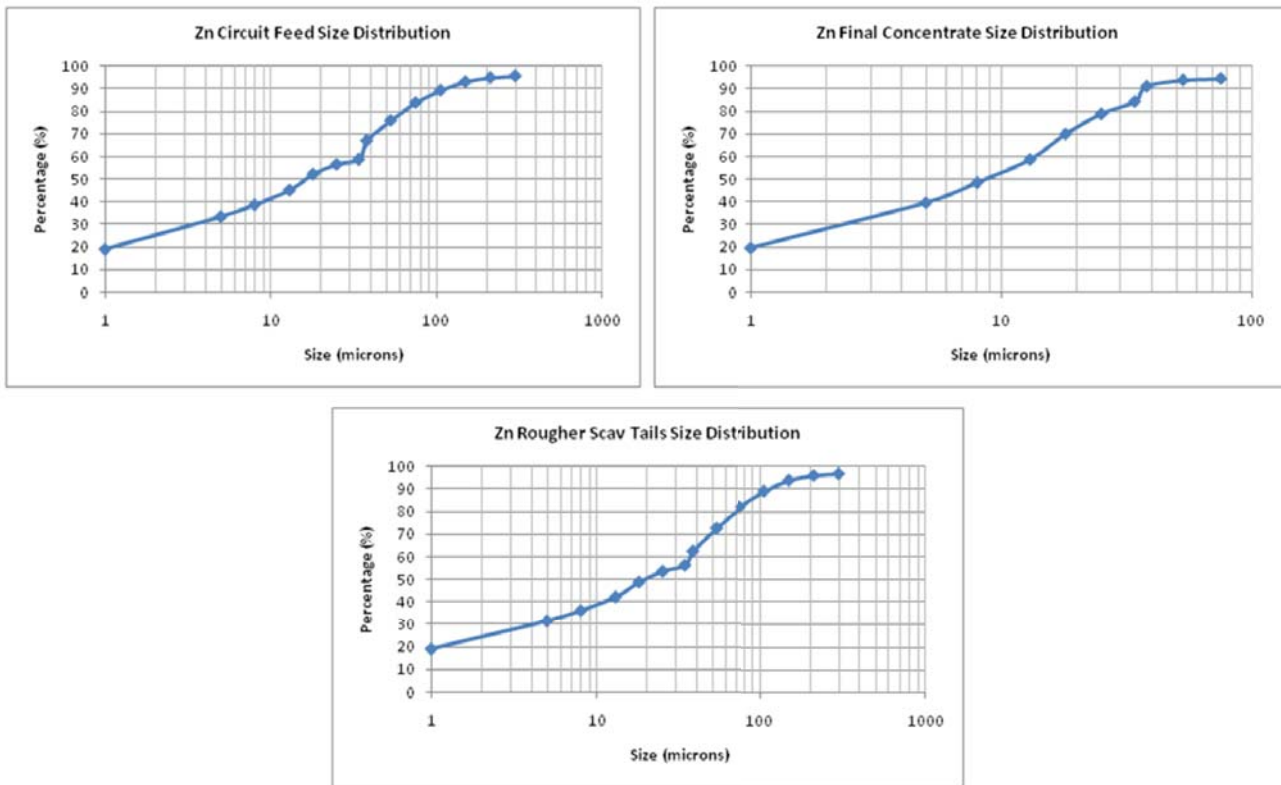 Zn Circuit Feed Size Distribution
Percentage (%)
100
90
80
70
60
50
40
30
20
10
0
1 10 100 1000
Size (microns)
Zn Final Concentrate Size Distribution
Percentage (%)
100
90
80
70
60
50
40
30
20
10
0
1 10 100
Size (microns)
Zn Rougher Scav Tails Size Distribution
Percentage (%)
100
90
80
70
60
50
40
30
20
10
0
1 10 100 1000
Size (microns)